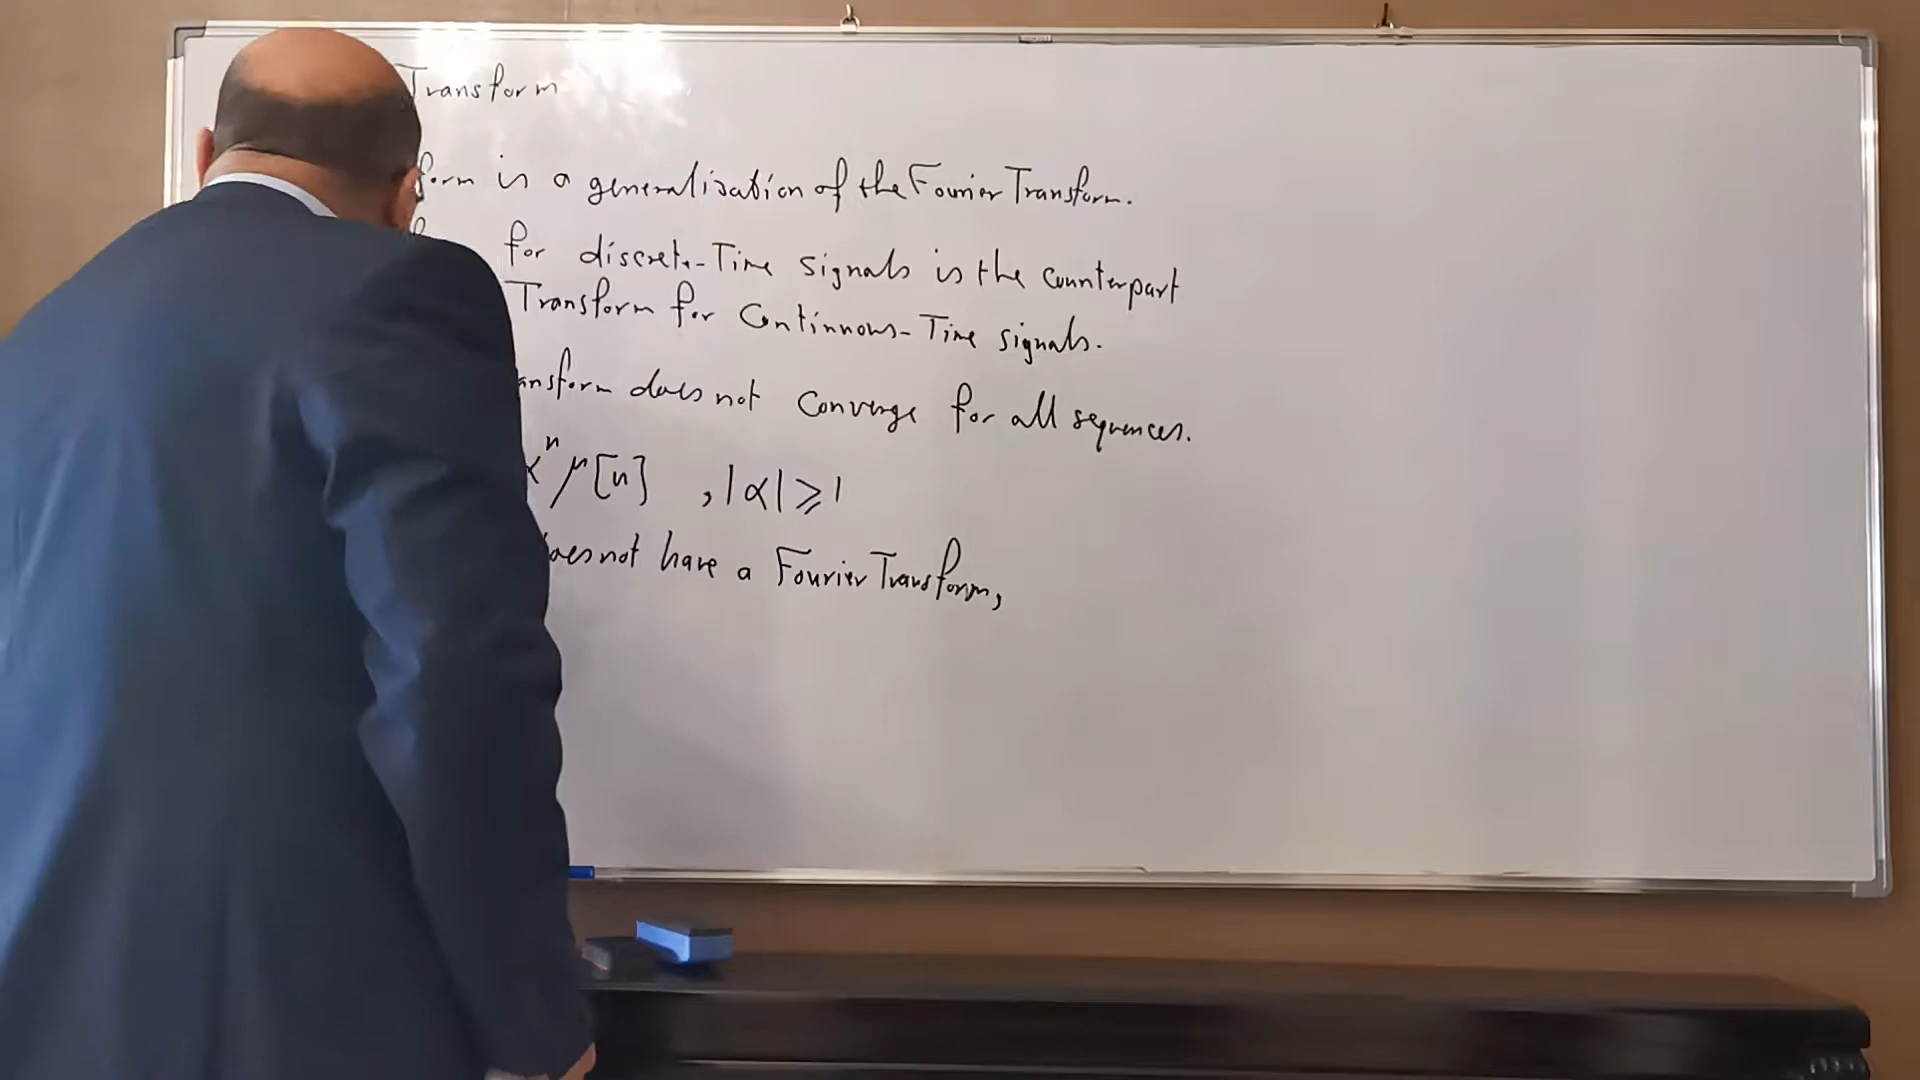 Transform
form is a generalisation of the Fourier Transform.
for discrete-Time signals is the counterpart
Transform for Continuous-Time signals.
ansform does not converge for all sequences.
α^n μ[n] , |α| ⩾ 1
oes not have a Fourier Transform,